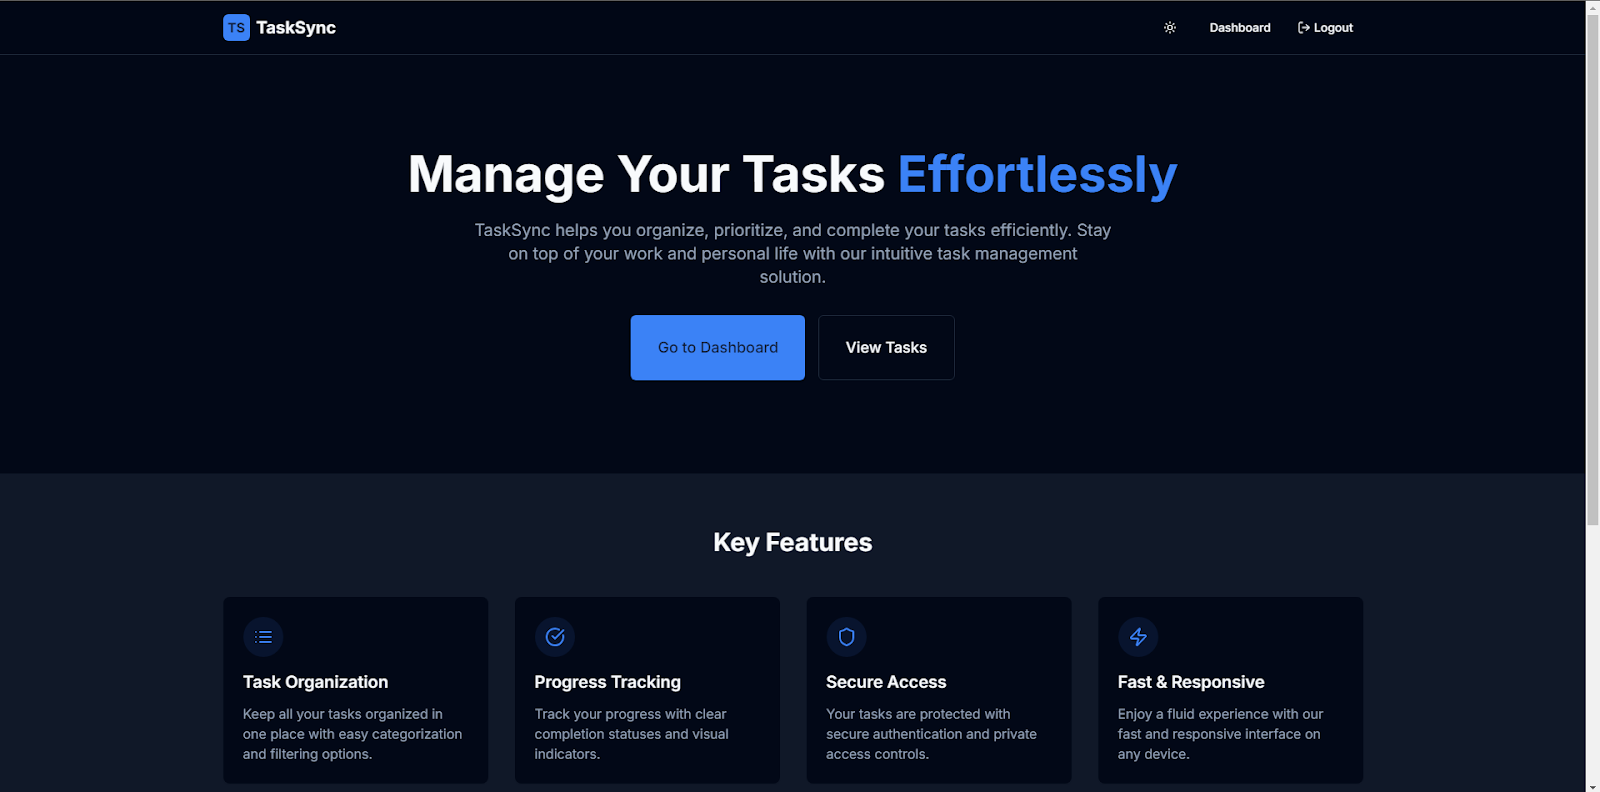 TS TaskSync
Dashboard
Logout
Manage Your Tasks Effortlessly
TaskSync helps you organize, prioritize, and complete your tasks efficiently. Stay
on top of your work and personal life with our intuitive task management
solution.
Go to Dashboard
View Tasks
Key Features
Task Organization
Keep all your tasks organized in
one place with easy categorization
and filtering options.
Progress Tracking
Track your progress with clear
completion statuses and visual
indicators.
Secure Access
Your tasks are protected with
secure authentication and private
access controls.
Fast & Responsive
Enjoy a fluid experience with our
fast and responsive interface on
any device.